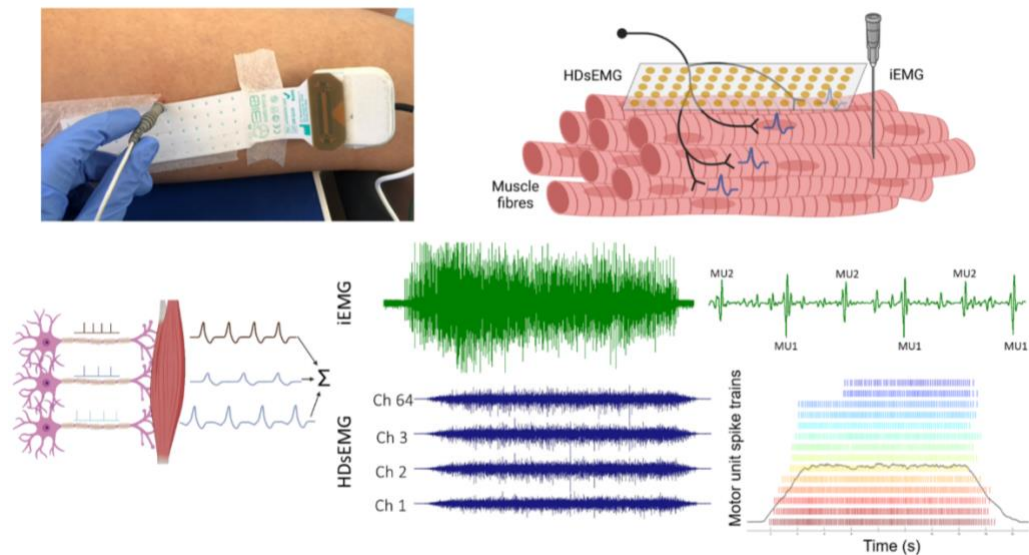 HDsEMG
iEMG
Muscle
fibres
iEMG
MU2
MU2
MU2
MU1
MU1
MU1
Σ
HDsEMG
Ch 64
Ch 3
Ch 2
Ch 1
Motor unit spike trains
Time (s)